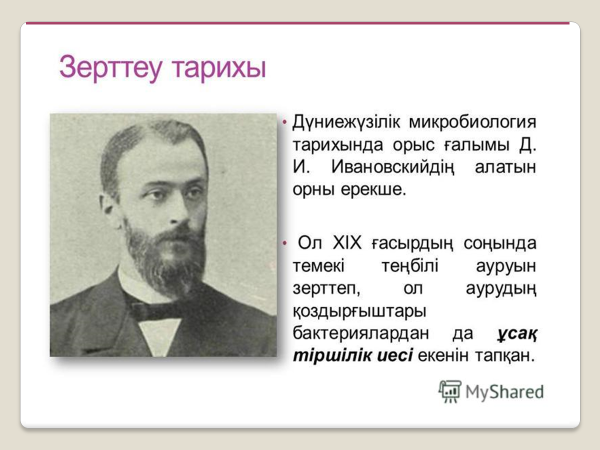 Зерттеу тарихы
• Дүниежүзілік микробиология
тарихында орыс ғалымы Д.
И. Ивановскийдің алатын
орны ерекше.
• Ол XIX ғасырдың соңында
темекі теңбілі ауруын
зерттеп, ол аурудың
қоздырғыштары
бактериялардан да ұсақ
тіршілік иесі екенін тапқан.
MyShared